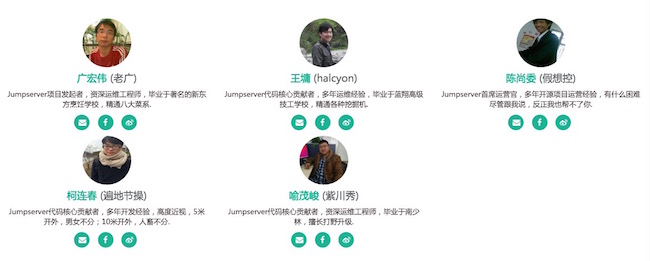 广宏伟 (老广)
Jumpserver项目发起者，资深运维工程师，毕业于著名的新东
方烹饪学校，精通八大菜系.
王墉 (halcyon)
Jumpserver代码核心贡献者，多年运维经验，毕业于蓝翔高级
技工学校，精通各种挖掘机.
陈尚委 (假想控)
Jumpserver首席运营官，多年开源项目运营经验，有什么困难
尽管跟我说，反正我也帮不了你.
柯连春 (遍地节操)
Jumpserver代码核心贡献者，多年开发经验，高度近视，5米
开外，男女不分；10米开外，人畜不分.
喻茂峻 (紫川秀)
Jumpserver代码核心贡献者，资深运维工程师，毕业于南少
林，擅长打野升级.